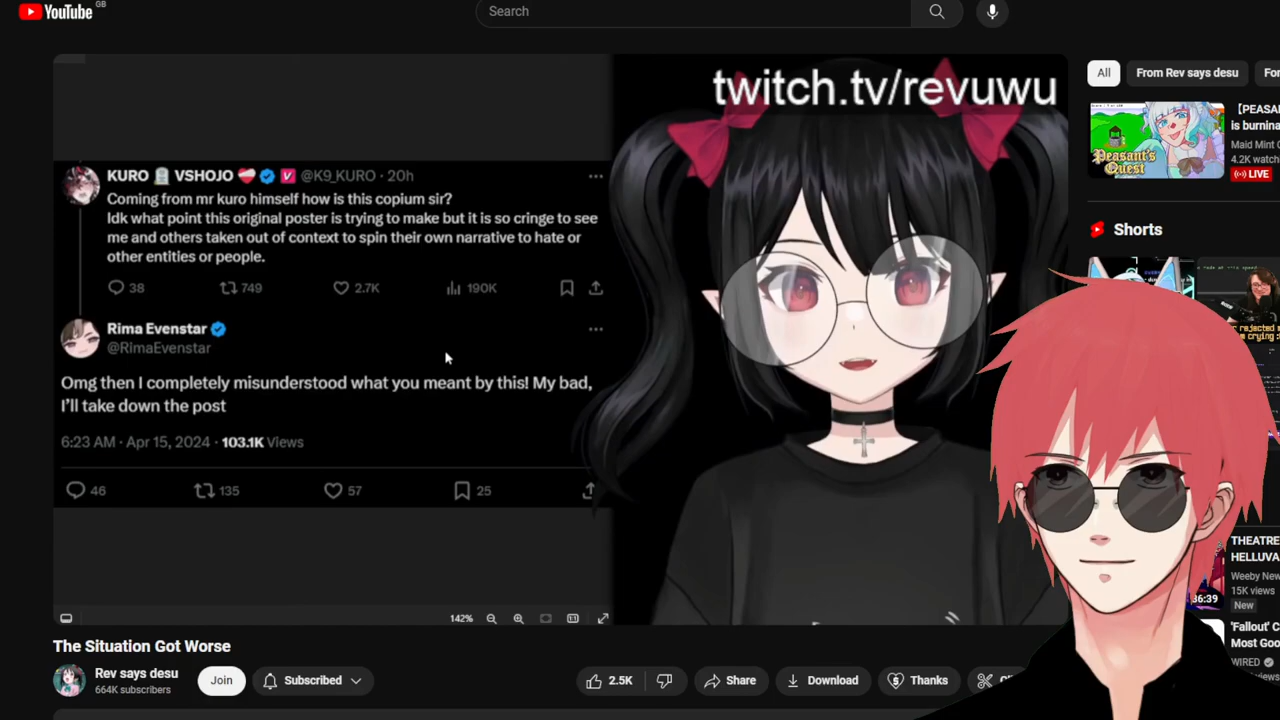 YouTube GB
Search
twitch.tv/revuwu
KURO VSHOJO @K9_KURO · 20h
Coming from mr kuro himself how is this copium sir?
Idk what point this original poster is trying to make but it is so cringe to see
me and others taken out of context to spin their own narrative to hate or
other entities or people.
38 749 2.7K 190K
Rima Evenstar
@RimaEvenstar
Omg then I completely misunderstood what you meant by this! My bad,
I'll take down the post
6:23 AM · Apr 15, 2024 · 103.1K Views
46 135 57 25
142%
The Situation Got Worse
Rev says desu
664K subscribers
Join
Subscribed
2.5K
Share
Download
Thanks
All
From Rev says desu
Peasant's
Quest
【PEASAN
is burnina
Maid Mint
4.2K watch
LIVE
Shorts
THEATRE
HELLUVA
Weeby New
15K views
New
36:39
'Fallout' C
Most Goo
WIRED
views